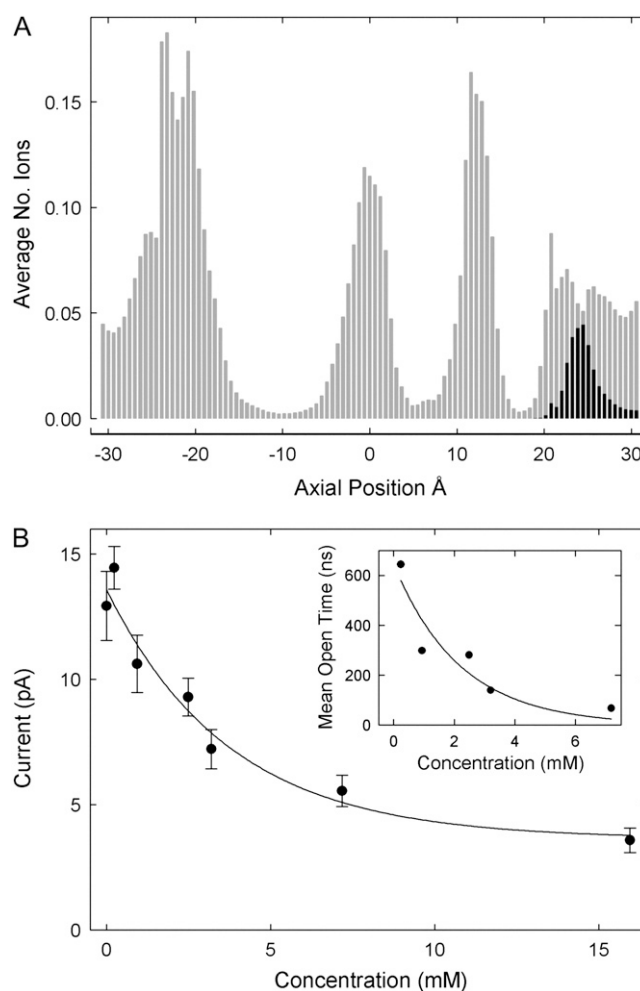 A
Average No. Ions
0.15
0.10
0.05
0.00
-30 -20 -10 0 10 20 30
Axial Position Å
B
Current (pA)
15
10
5
0
0 5 10 15
Concentration (mM)
Mean Open Time (ns)
600
400
200
0
0 2 4 6
Concentration (mM)